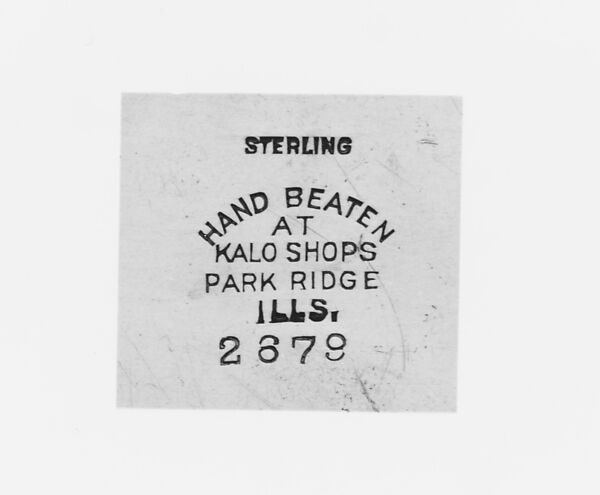 STERLING
HAND BEATEN
AT
KALO SHOPS
PARK RIDGE
ILLS.
2679